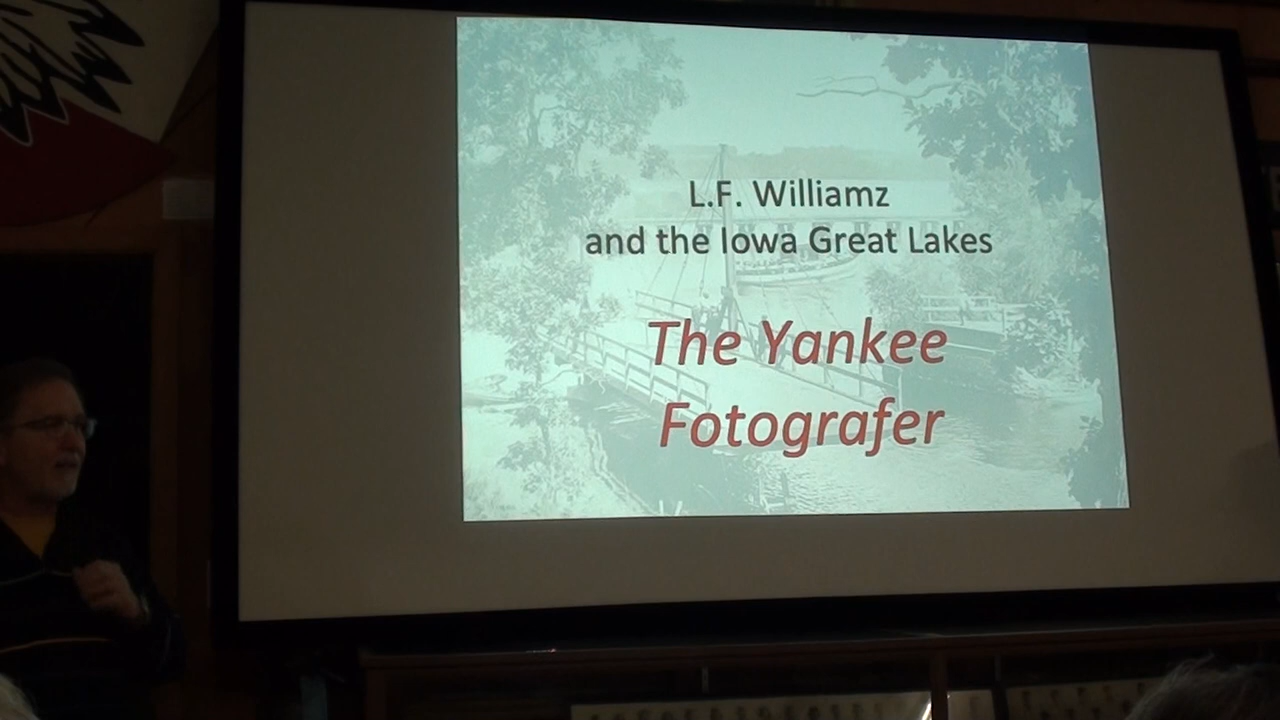 L.F. Williamz
and the Iowa Great Lakes
The Yankee
Fotografer